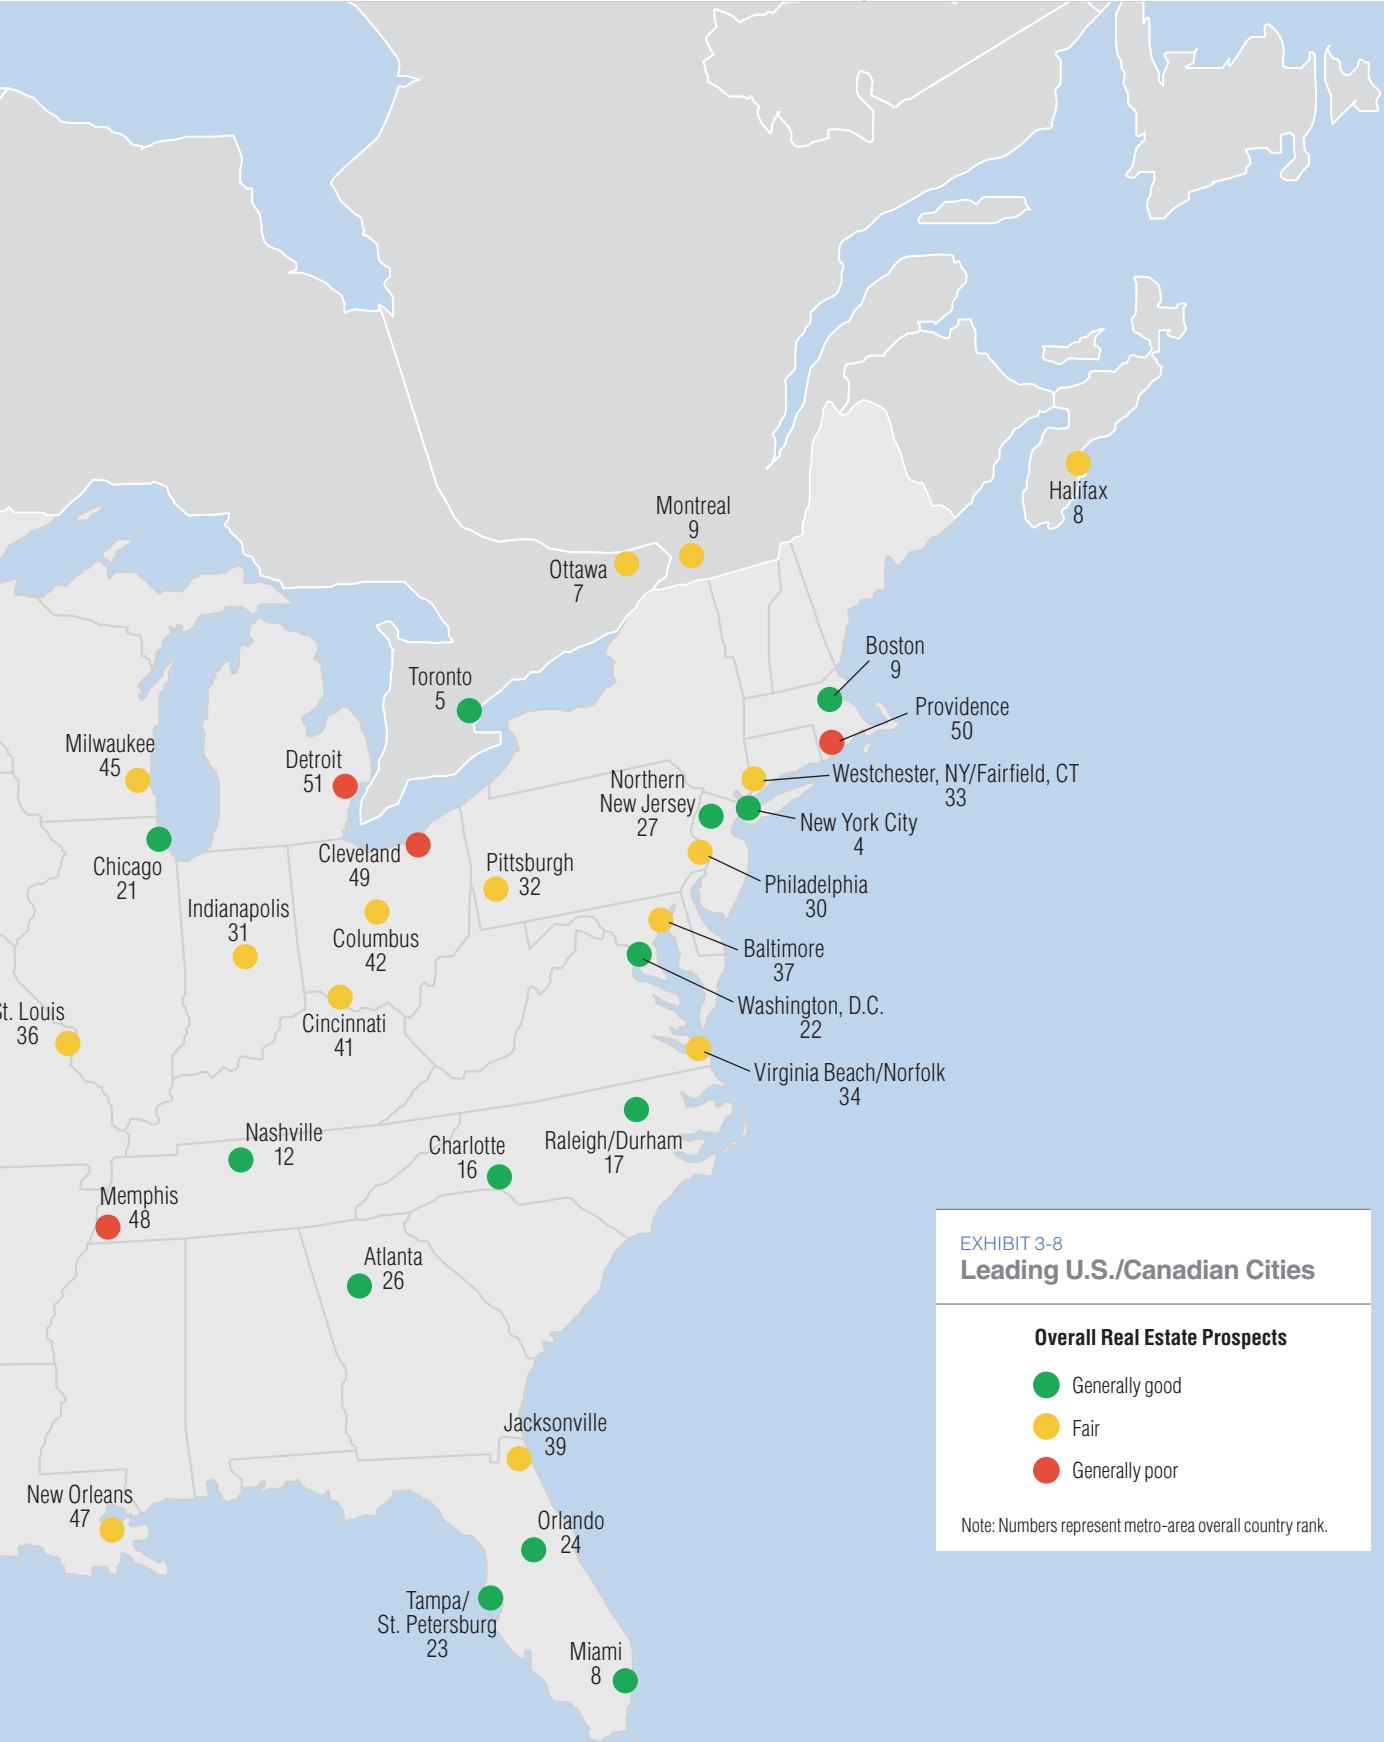 Halifax
8
Montreal
9
Ottawa
7
Boston
9
Toronto
5
Providence
50
Milwaukee
45
Detroit
51
Westchester, NY/Fairfield, CT
33
Northern
New Jersey
27
New York City
4
Chicago
21
Cleveland
49
Pittsburgh
32
Philadelphia
30
Indianapolis
31
Columbus
42
Baltimore
37
Washington, D.C.
22
St. Louis
36
Cincinnati
41
Virginia Beach/Norfolk
34
Nashville
12
Charlotte
16
Raleigh/Durham
17
Memphis
48
Atlanta
26
Jacksonville
39
New Orleans
47
Orlando
24
Tampa/
St. Petersburg
23
Miami
8
EXHIBIT 3-8
Leading U.S./Canadian Cities
Overall Real Estate Prospects
Generally good
Fair
Generally poor
Note: Numbers represent metro-area overall country rank.